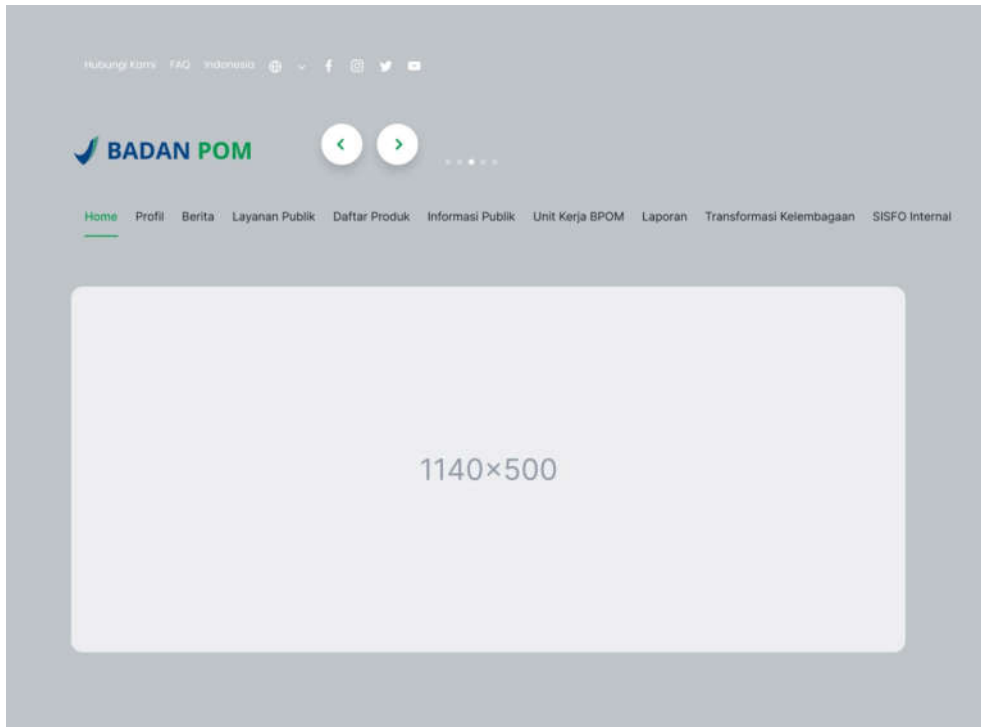 Hubungi Kami FAQ Indonesia
BADAN POM
Home Profil Berita Layanan Publik Daftar Produk Informasi Publik Unit Kerja BPOM Laporan Transformasi Kelembagaan SISFO Internal
1140×500